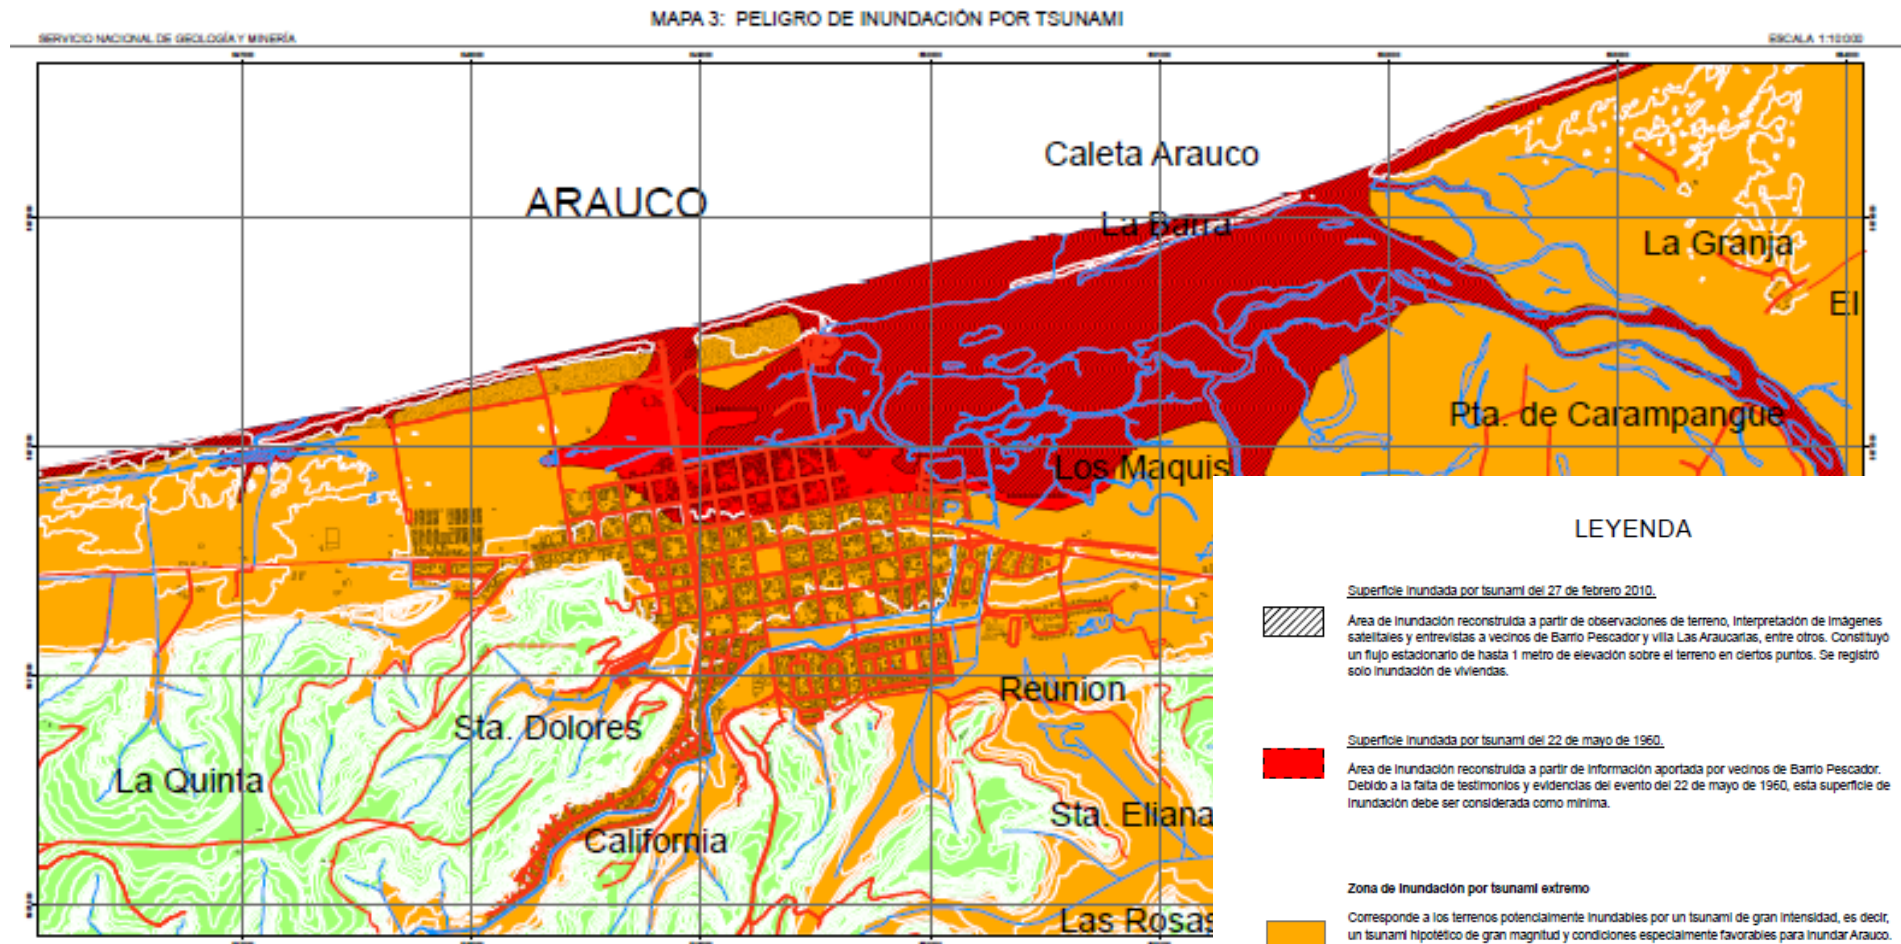 MAPA 3: PELIGRO DE INUNDACIÓN POR TSUNAMI
SERVICIO NACIONAL DE GEOLOGÍA Y MINERÍA
ESCALA 1:10000
Caleta Arauco
ARAUCO
La Barra
La Granja
El
Pta. de Carampangue
Los Maquis
Reunion
Sta. Dolores
La Quinta
Sta. Eliana
California
Las Rosas
LEYENDA
Superficie inundada por tsunami del 27 de febrero 2010.
Área de inundación reconstruida a partir de observaciones de terreno, interpretación de imágenes
satelitales y entrevistas a vecinos de Barrio Pescador y villa Las Araucarias, entre otros. Constituyó
un flujo estacionario de hasta 1 metro de elevación sobre el terreno en ciertos puntos. Se registró
solo inundación de viviendas.
Superficie inundada por tsunami del 22 de mayo de 1960.
Área de inundación reconstruida a partir de información aportada por vecinos de Barrio Pescador.
Debido a la falta de testimonios y evidencias del evento del 22 de mayo de 1960, esta superficie de
inundación debe ser considerada como mínima.
Zona de inundación por tsunami extremo
Corresponde a los terrenos potencialmente inundables por un tsunami de gran intensidad, es decir,
un tsunami hipotético de gran magnitud y condiciones especialmente favorables para inundar Arauco.